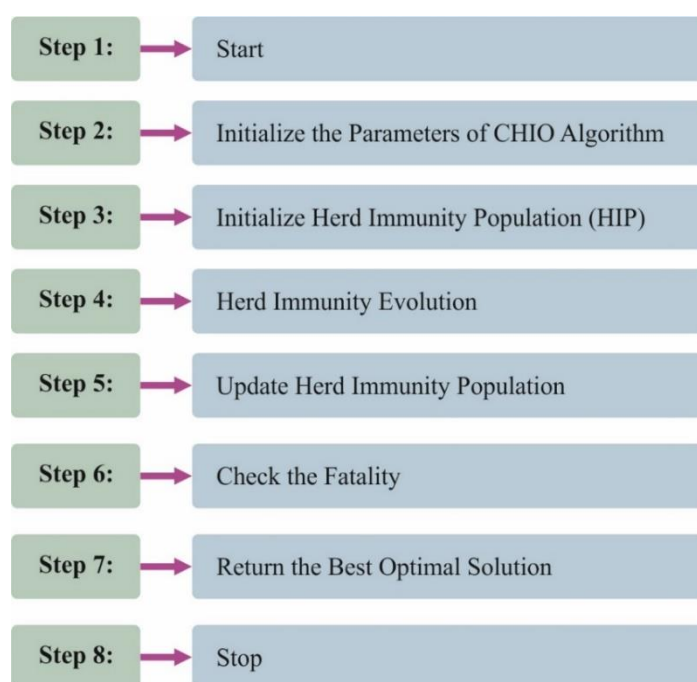 Step 1: Start
Step 2: Initialize the Parameters of CHIO Algorithm
Step 3: Initialize Herd Immunity Population (HIP)
Step 4: Herd Immunity Evolution
Step 5: Update Herd Immunity Population
Step 6: Check the Fatality
Step 7: Return the Best Optimal Solution
Step 8: Stop